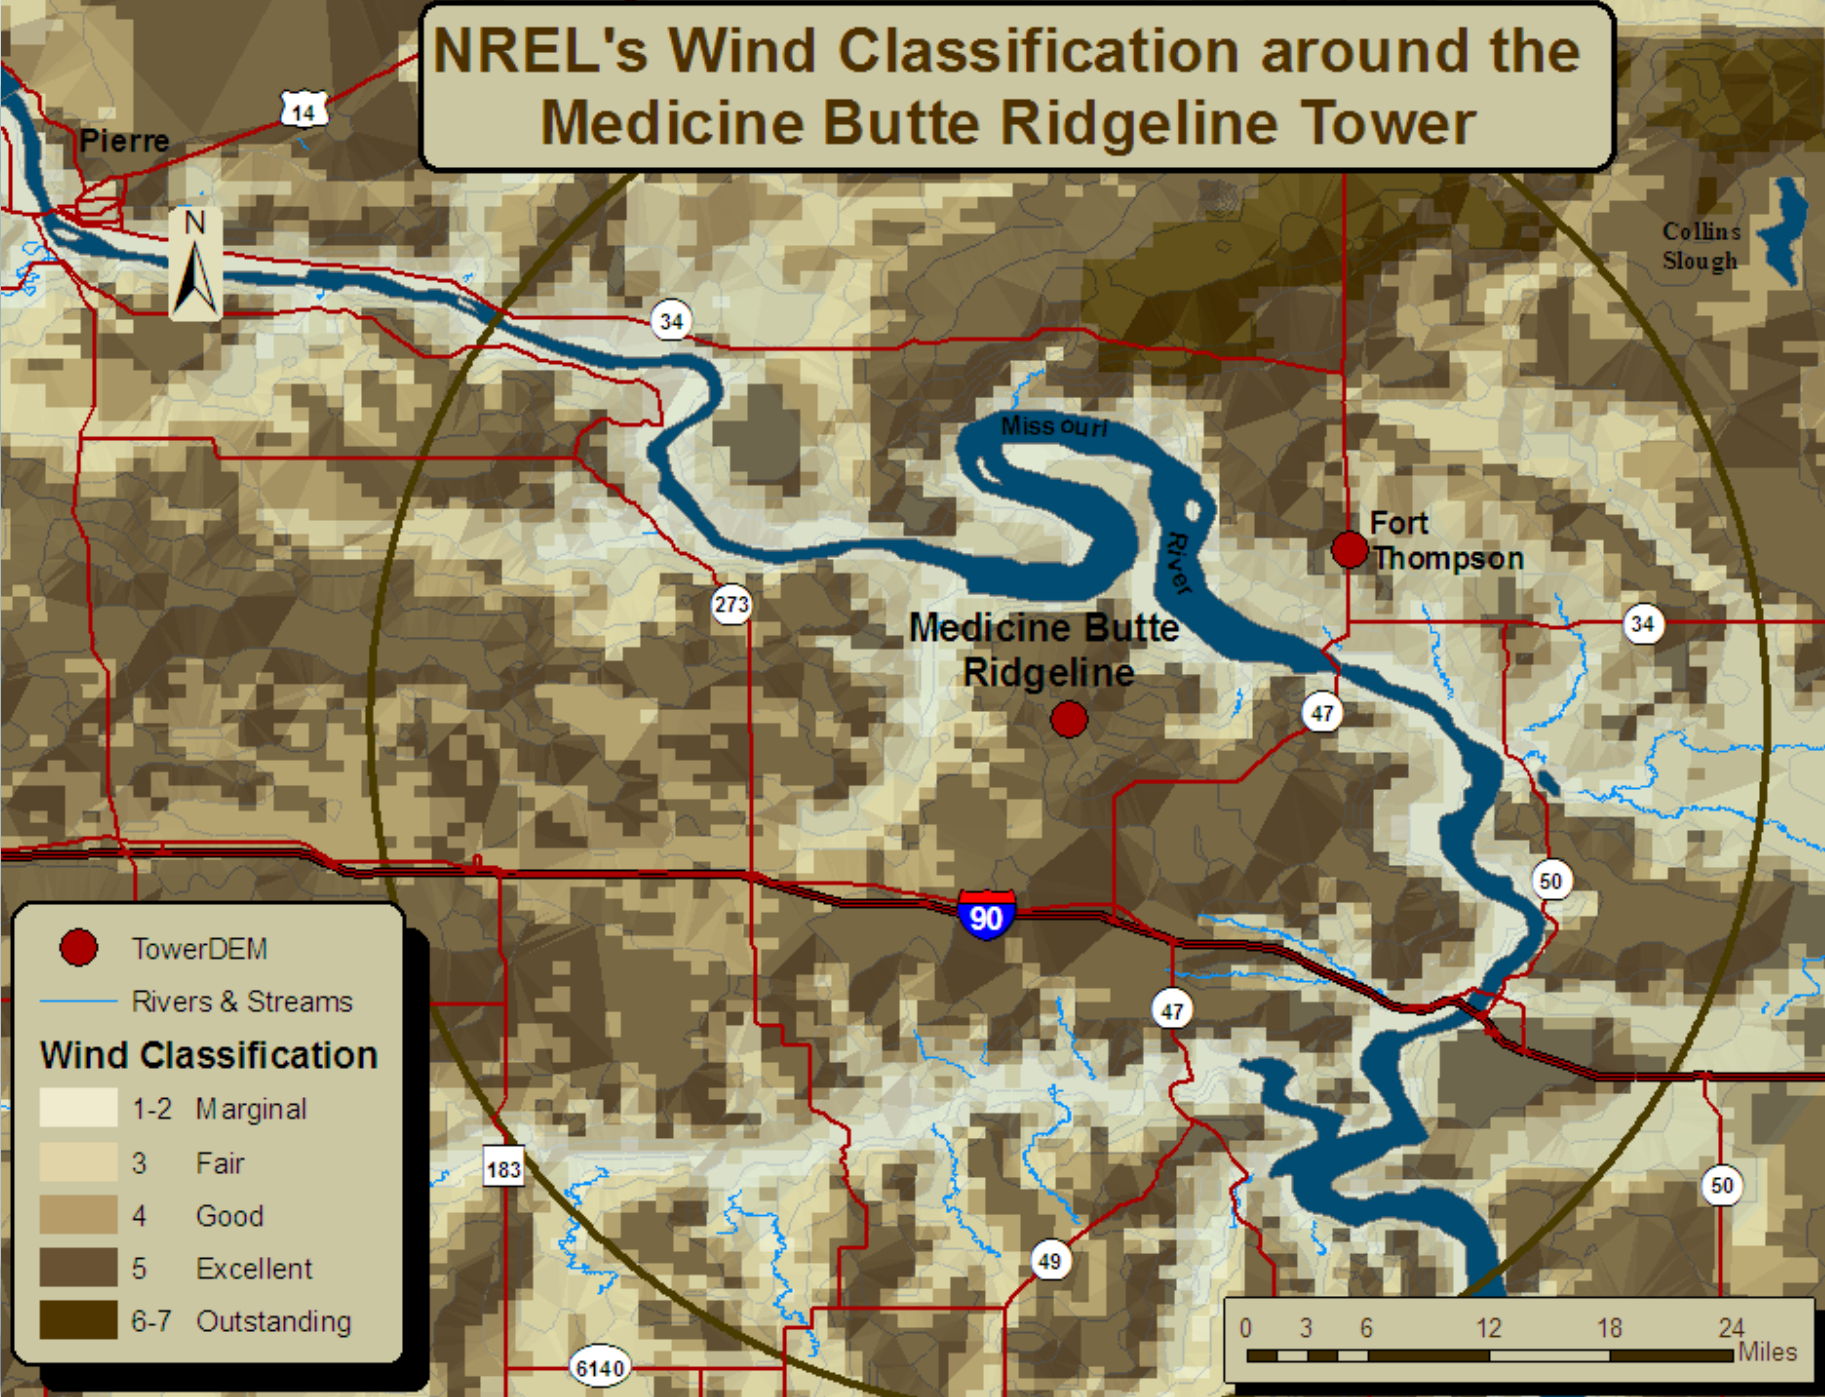 NREL's Wind Classification around the
Medicine Butte Ridgeline Tower
14
Pierre
N
Collins
Slough
34
Missouri
River
Fort
Thompson
273
34
Medicine Butte
Ridgeline
47
50
90
47
183
50
49
6140
TowerDEM
Rivers & Streams
Wind Classification
1-2 Marginal
3 Fair
4 Good
5 Excellent
6-7 Outstanding
0 3 6 12 18 24
Miles